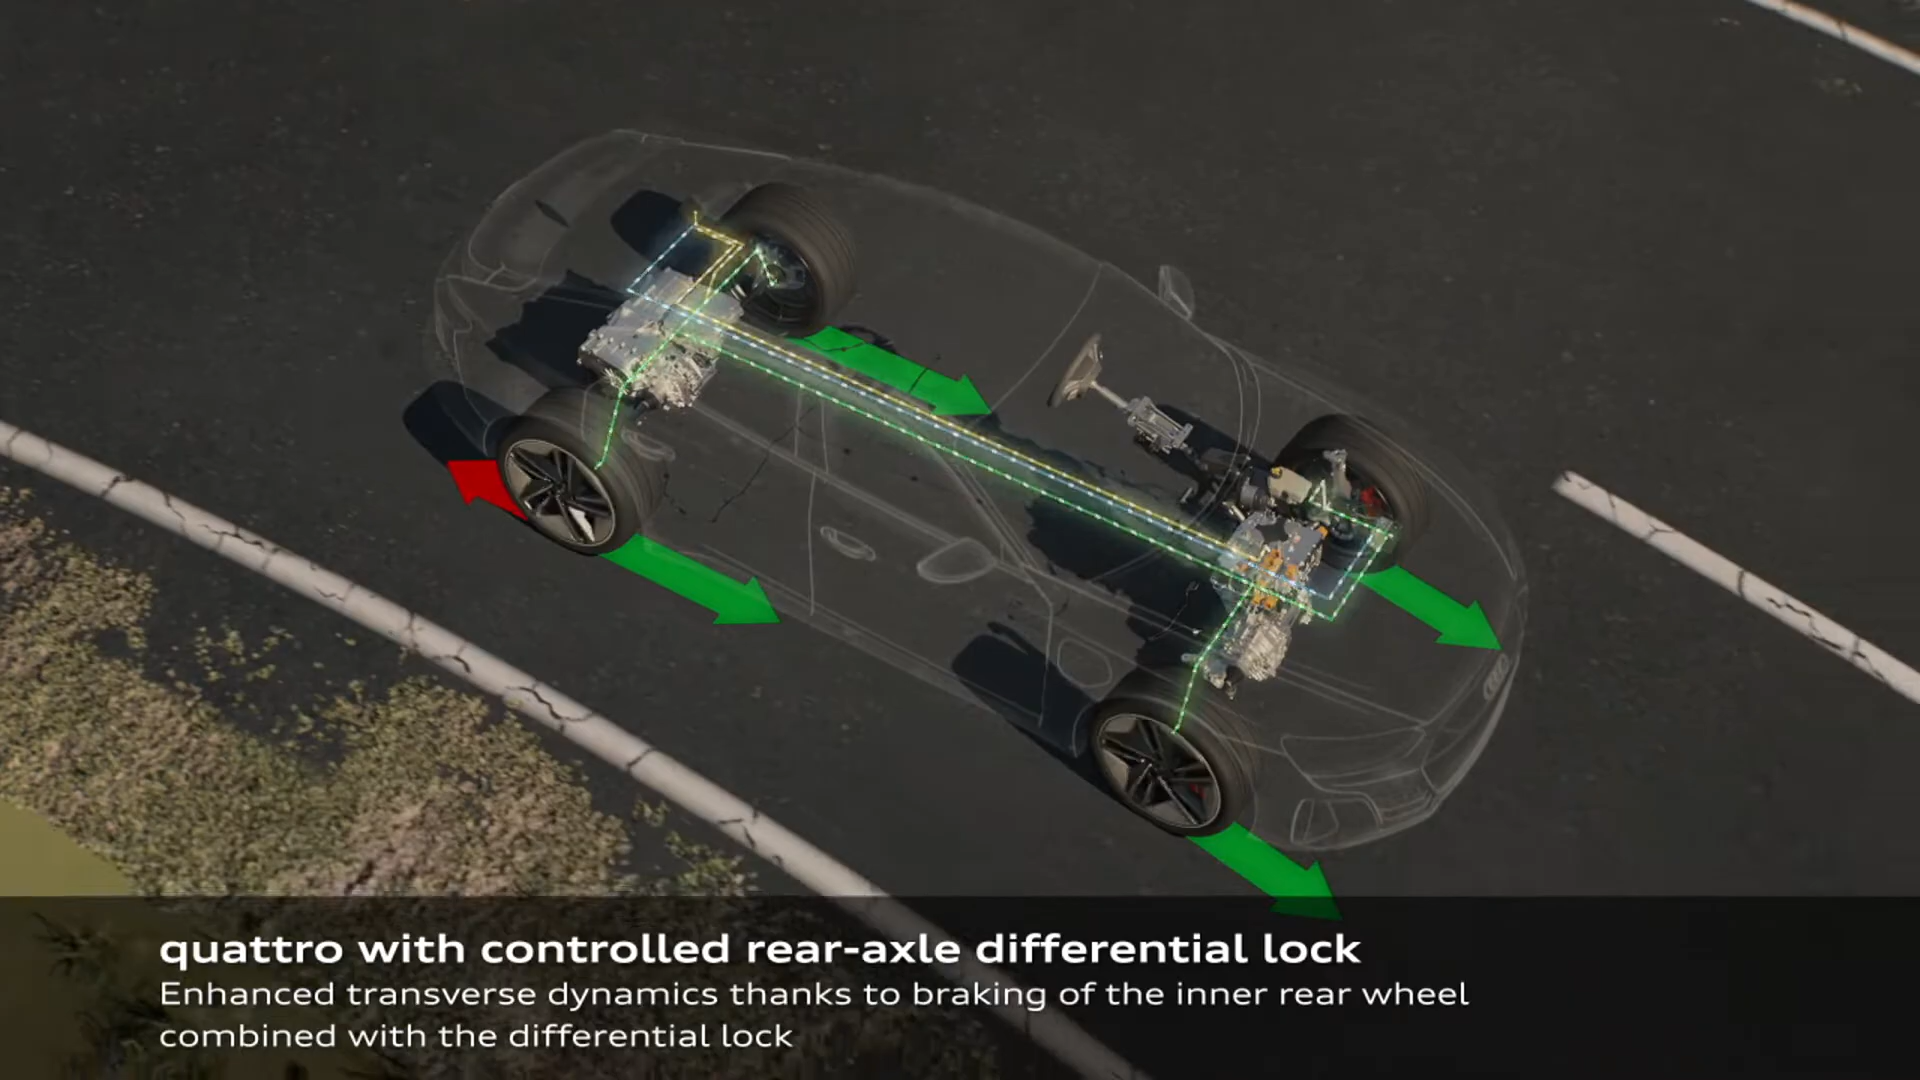 quattro with controlled rear-axle differential lock
Enhanced transverse dynamics thanks to braking of the inner rear wheel
combined with the differential lock